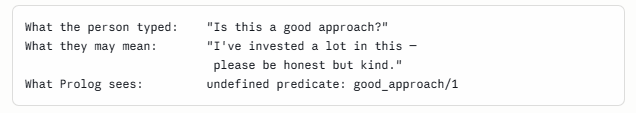 What the person typed: "Is this a good approach?"
What they may mean: "I've invested a lot in this —
please be honest but kind."
What Prolog sees: undefined predicate: good_approach/1